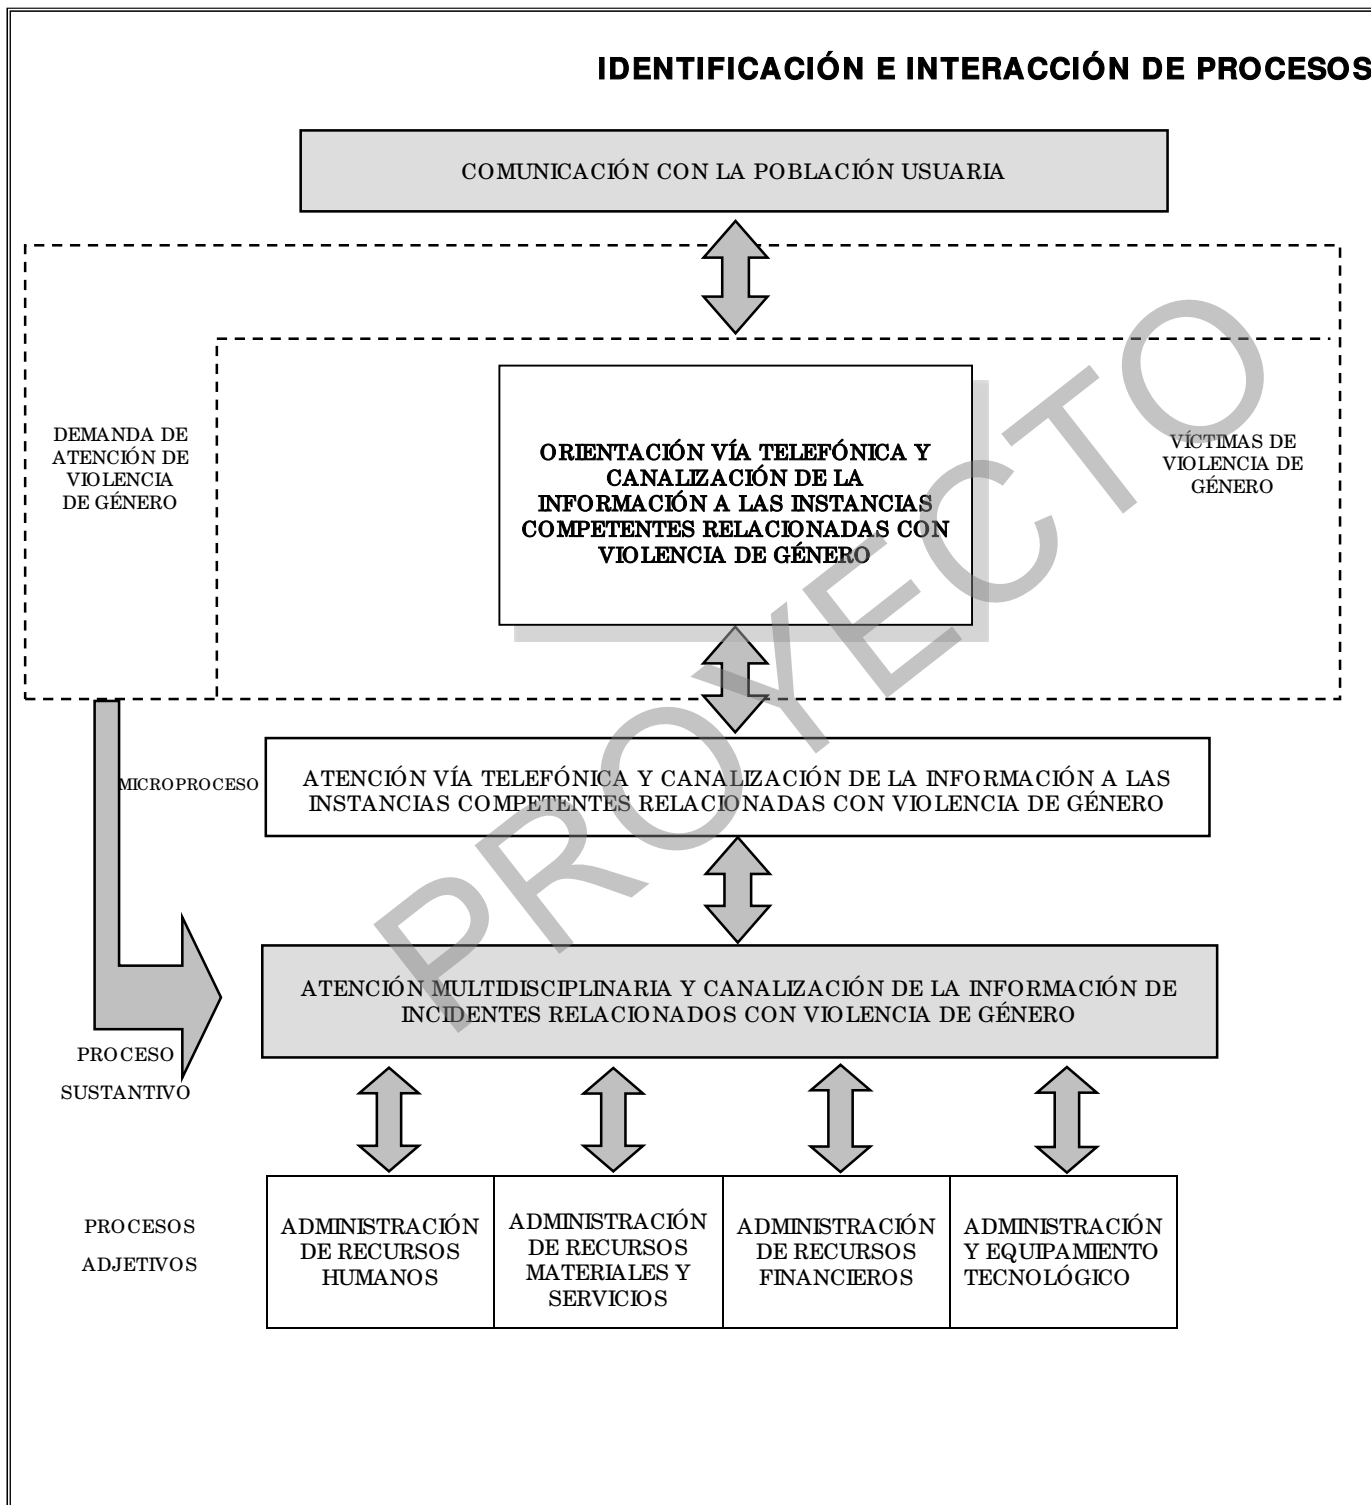 IDENTIFICACIÓN E INTERACCIÓN DE PROCESOS
COMUNICACIÓN CON LA POBLACIÓN USUARIA
DEMANDA DE
ATENCIÓN DE
VIOLENCIA
DE GÉNERO
ORIENTACIÓN VÍA TELEFÓNICA Y
CANALIZACIÓN DE LA
INFORMACIÓN A LAS INSTANCIAS
COMPETENTES RELACIONADAS CON
VIOLENCIA DE GÉNERO
VÍCTIMAS DE
VIOLENCIA DE
GÉNERO
MICROPROCESO
ATENCIÓN VÍA TELEFÓNICA Y CANALIZACIÓN DE LA INFORMACIÓN A LAS
INSTANCIAS COMPETENTES RELACIONADAS CON VIOLENCIA DE GÉNERO
ATENCIÓN MULTIDISCIPLINARIA Y CANALIZACIÓN DE LA INFORMACIÓN DE
INCIDENTES RELACIONADOS CON VIOLENCIA DE GÉNERO
PROCESO
SUSTANTIVO
PROCESOS
ADJETIVOS
ADMINISTRACIÓN
DE RECURSOS
HUMANOS
ADMINISTRACIÓN
DE RECURSOS
MATERIALES Y
SERVICIOS
ADMINISTRACIÓN
DE RECURSOS
FINANCIEROS
ADMINISTRACIÓN
Y EQUIPAMIENTO
TECNOLÓGICO
PROYECTO